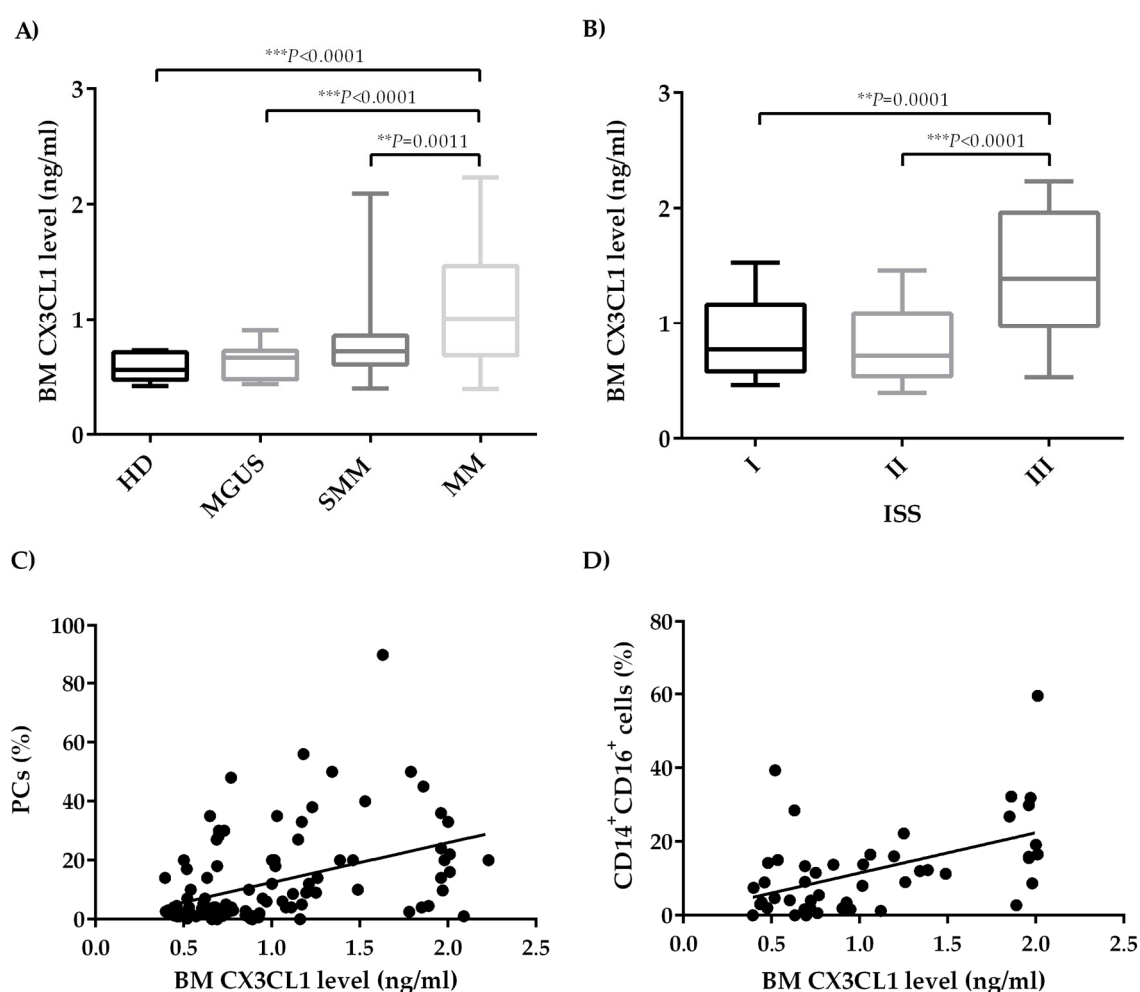 A)
***P<0.0001
***P<0.0001
**P=0.0011
3
2
1
0
BM CX3CL1 level (ng/ml)
HD
MGUS
SMM
MM
B)
**P=0.0001
***P<0.0001
3
2
1
0
BM CX3CL1 level (ng/ml)
I
II
III
ISS
C)
100
80
60
40
20
0
PCs (%)
0.0 0.5 1.0 1.5 2.0 2.5
BM CX3CL1 level (ng/ml)
D)
80
60
40
20
0
CD14⁺CD16⁺ cells (%)
0.0 0.5 1.0 1.5 2.0 2.5
BM CX3CL1 level (ng/ml)